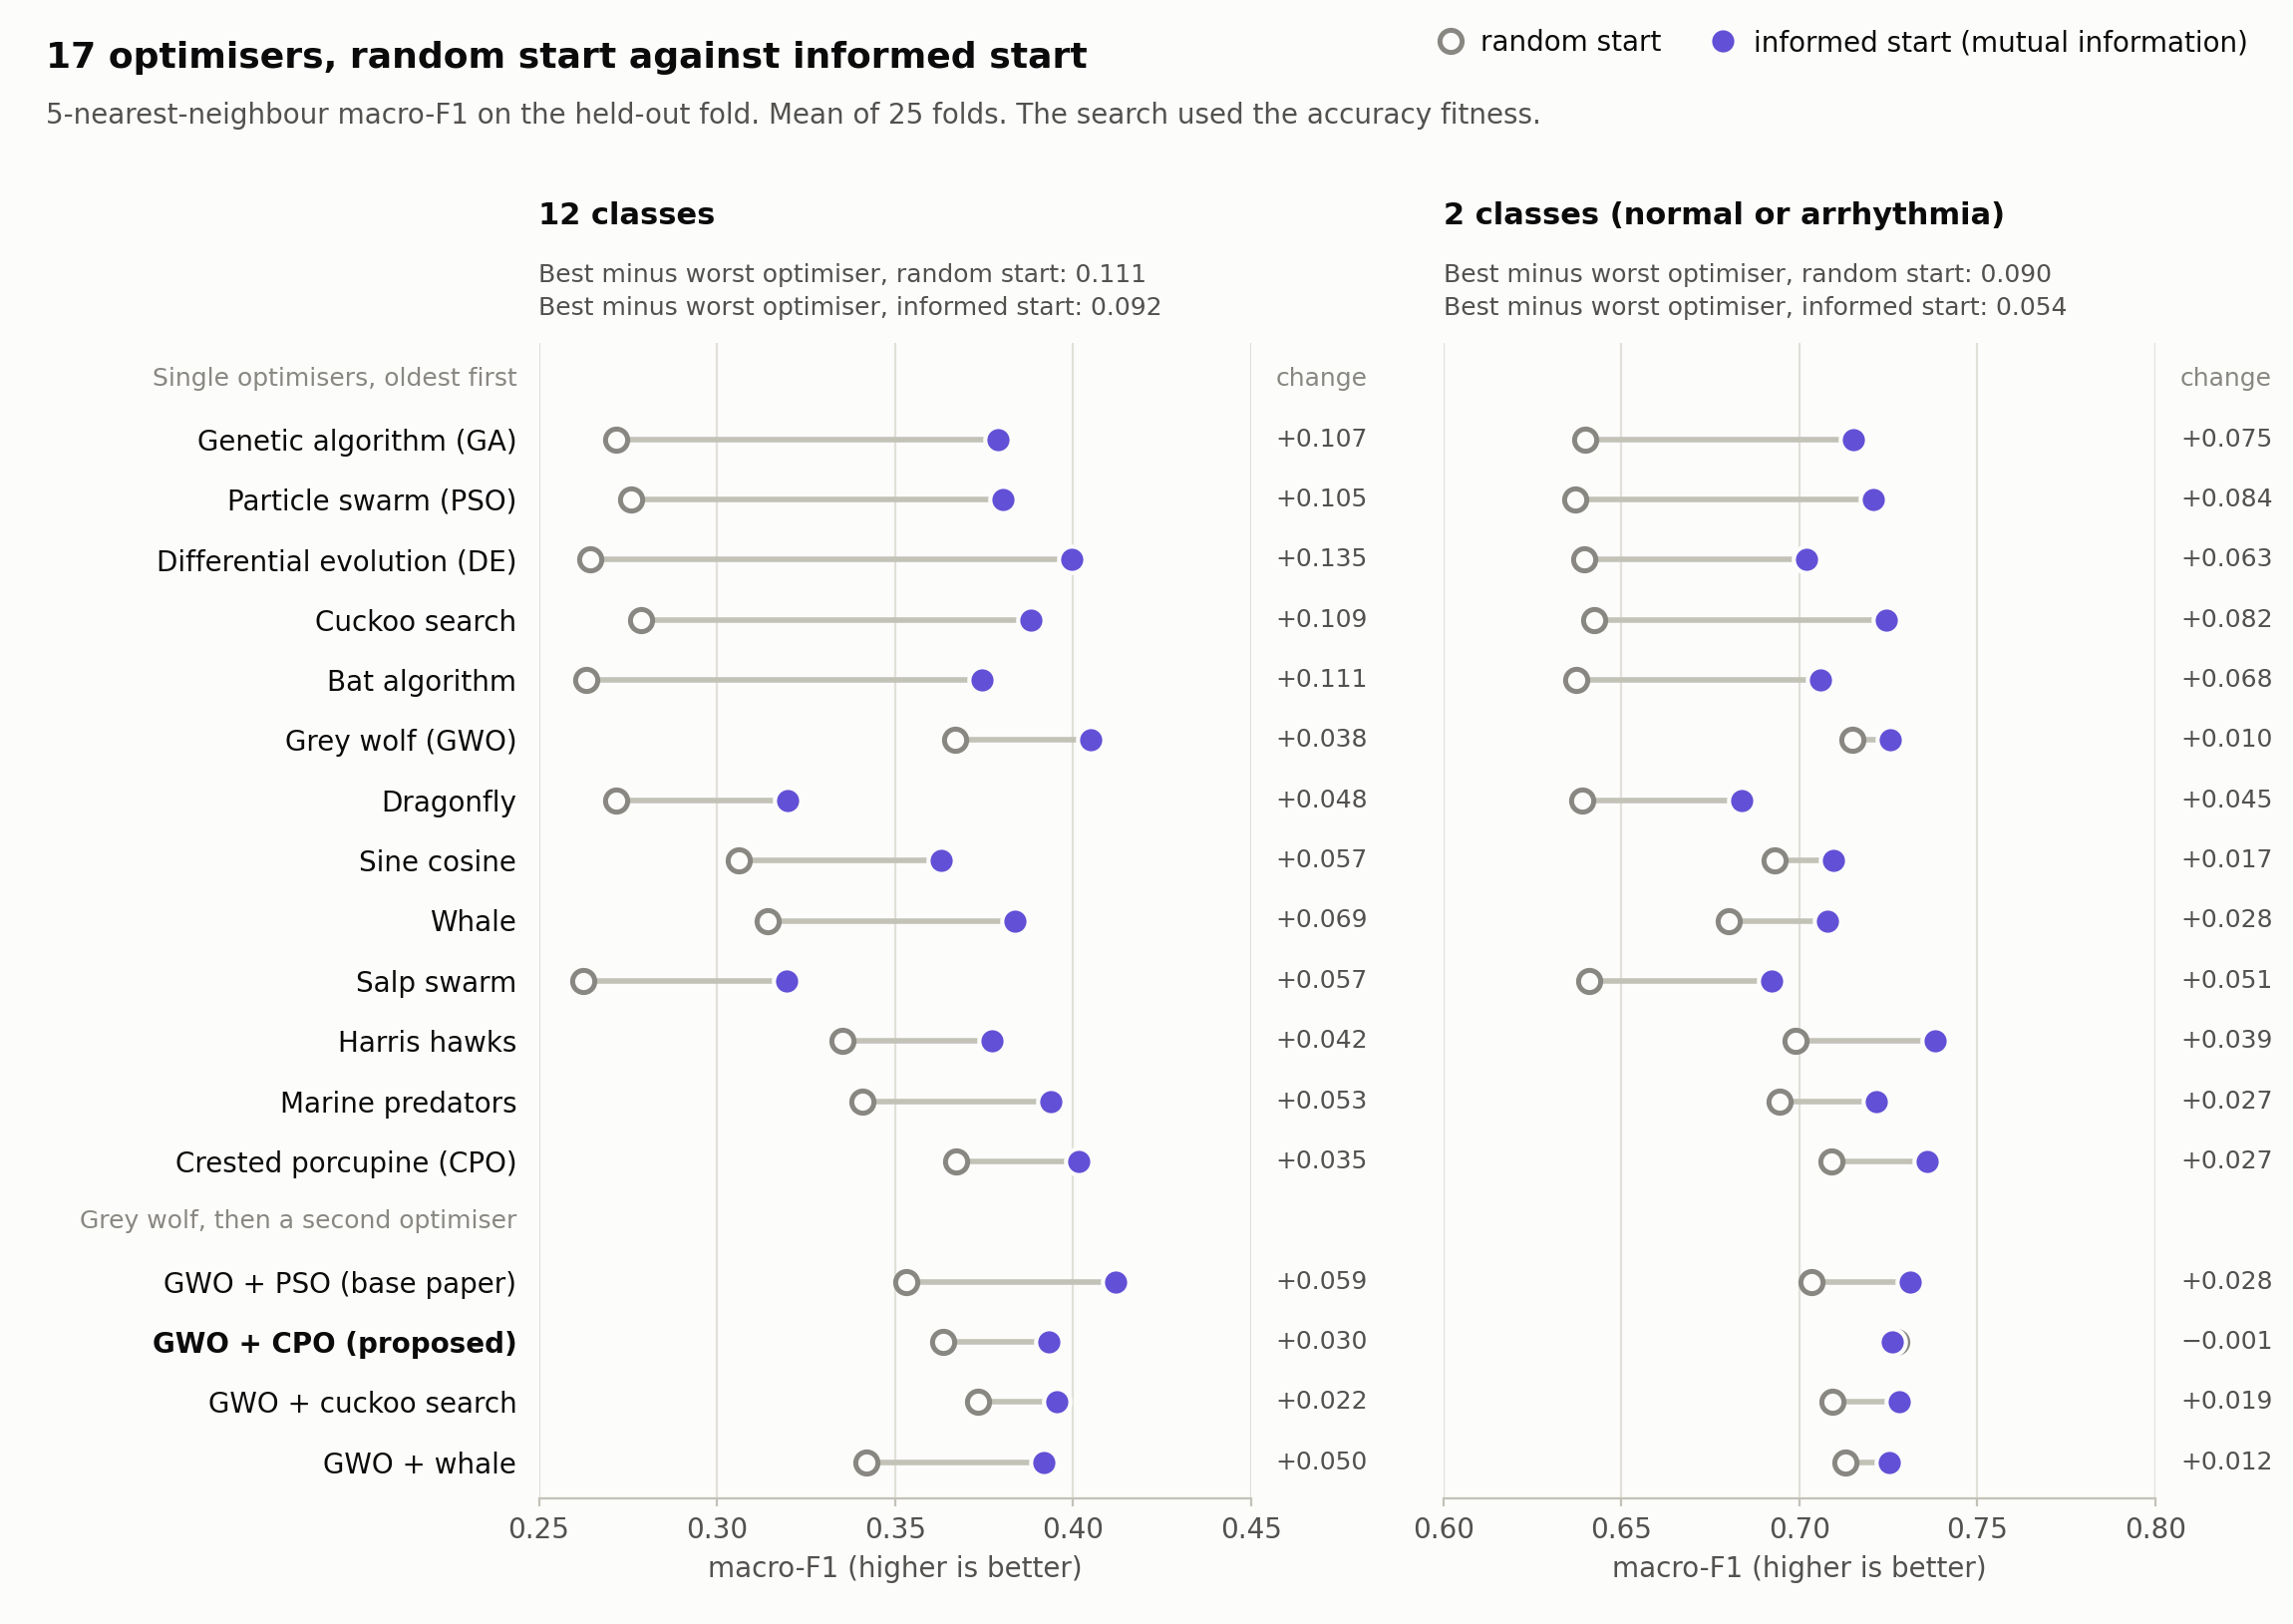 17 optimisers, random start against informed start
random start
informed start (mutual information)
5-nearest-neighbour macro-F1 on the held-out fold. Mean of 25 folds. The search used the accuracy fitness.
12 classes
Best minus worst optimiser, random start: 0.111
Best minus worst optimiser, informed start: 0.092
2 classes (normal or arrhythmia)
Best minus worst optimiser, random start: 0.090
Best minus worst optimiser, informed start: 0.054
Single optimisers, oldest first change change
Genetic algorithm (GA) +0.107 +0.075
Particle swarm (PSO) +0.105 +0.084
Differential evolution (DE) +0.135 +0.063
Cuckoo search +0.109 +0.082
Bat algorithm +0.111 +0.068
Grey wolf (GWO) +0.038 +0.010
Dragonfly +0.048 +0.045
Sine cosine +0.057 +0.017
Whale +0.069 +0.028
Salp swarm +0.057 +0.051
Harris hawks +0.042 +0.039
Marine predators +0.053 +0.027
Crested porcupine (CPO) +0.035 +0.027
Grey wolf, then a second optimiser
GWO + PSO (base paper) +0.059 +0.028
GWO + CPO (proposed) +0.030 −0.001
GWO + cuckoo search +0.022 +0.019
GWO + whale +0.050 +0.012
0.25 0.30 0.35 0.40 0.45 0.60 0.65 0.70 0.75 0.80
macro-F1 (higher is better) macro-F1 (higher is better)